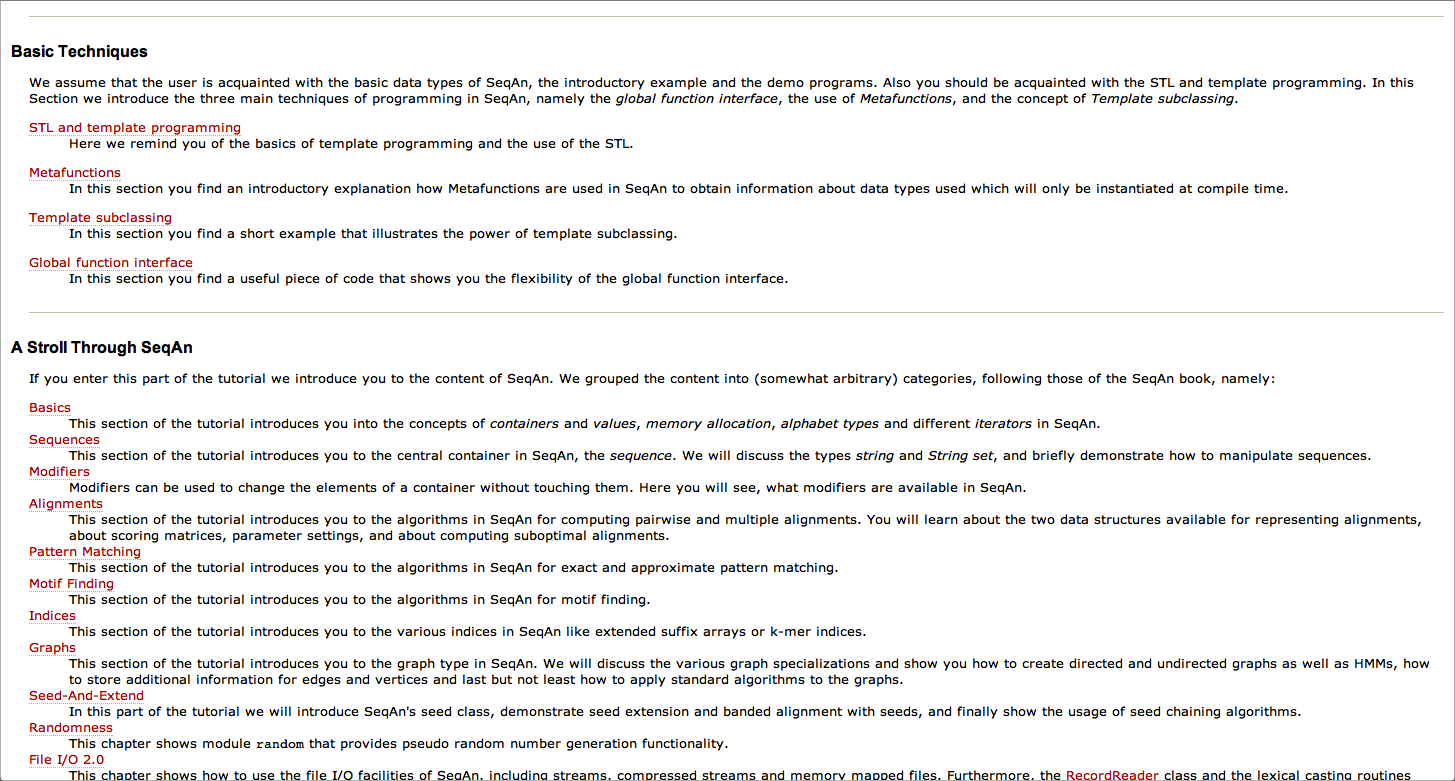 Basic Techniques
We assume that the user is acquainted with the basic data types of SeqAn, the introductory example and the demo programs. Also you should be acquainted with the STL and template programming. In this
Section we introduce the three main techniques of programming in SeqAn, namely the global function interface, the use of Metafunctions, and the concept of Template subclassing.
STL and template programming
Here we remind you of the basics of template programming and the use of the STL.
Metafunctions
In this section you find an introductory explanation how Metafunctions are used in SeqAn to obtain information about data types used which will only be instantiated at compile time.
Template subclassing
In this section you find a short example that illustrates the power of template subclassing.
Global function interface
In this section you find a useful piece of code that shows you the flexibility of the global function interface.
A Stroll Through SeqAn
If you enter this part of the tutorial we introduce you to the content of SeqAn. We grouped the content into (somewhat arbitrary) categories, following those of the SeqAn book, namely:
Basics
This section of the tutorial introduces you into the concepts of containers and values, memory allocation, alphabet types and different iterators in SeqAn.
Sequences
This section of the tutorial introduces you to the central container in SeqAn, the sequence. We will discuss the types string and String set, and briefly demonstrate how to manipulate sequences.
Modifiers
Modifiers can be used to change the elements of a container without touching them. Here you will see, what modifiers are available in SeqAn.
Alignments
This section of the tutorial introduces you to the algorithms in SeqAn for computing pairwise and multiple alignments. You will learn about the two data structures available for representing alignments,
about scoring matrices, parameter settings, and about computing suboptimal alignments.
Pattern Matching
This section of the tutorial introduces you to the algorithms in SeqAn for exact and approximate pattern matching.
Motif Finding
This section of the tutorial introduces you to the algorithms in SeqAn for motif finding.
Indices
This section of the tutorial introduces you to the various indices in SeqAn like extended suffix arrays or k-mer indices.
Graphs
This section of the tutorial introduces you to the graph type in SeqAn. We will discuss the various graph specializations and show you how to create directed and undirected graphs as well as HMMs, how
to store additional information for edges and vertices and last but not least how to apply standard algorithms to the graphs.
Seed-And-Extend
In this part of the tutorial we will introduce SeqAn's seed class, demonstrate seed extension and banded alignment with seeds, and finally show the usage of seed chaining algorithms.
Randomness
This chapter shows module random that provides pseudo random number generation functionality.
File I/O 2.0
This chapter shows how to use the file I/O facilities of SeqAn, including streams, compressed streams and memory mapped files. Furthermore, the RecordReader class and the lexical casting routines